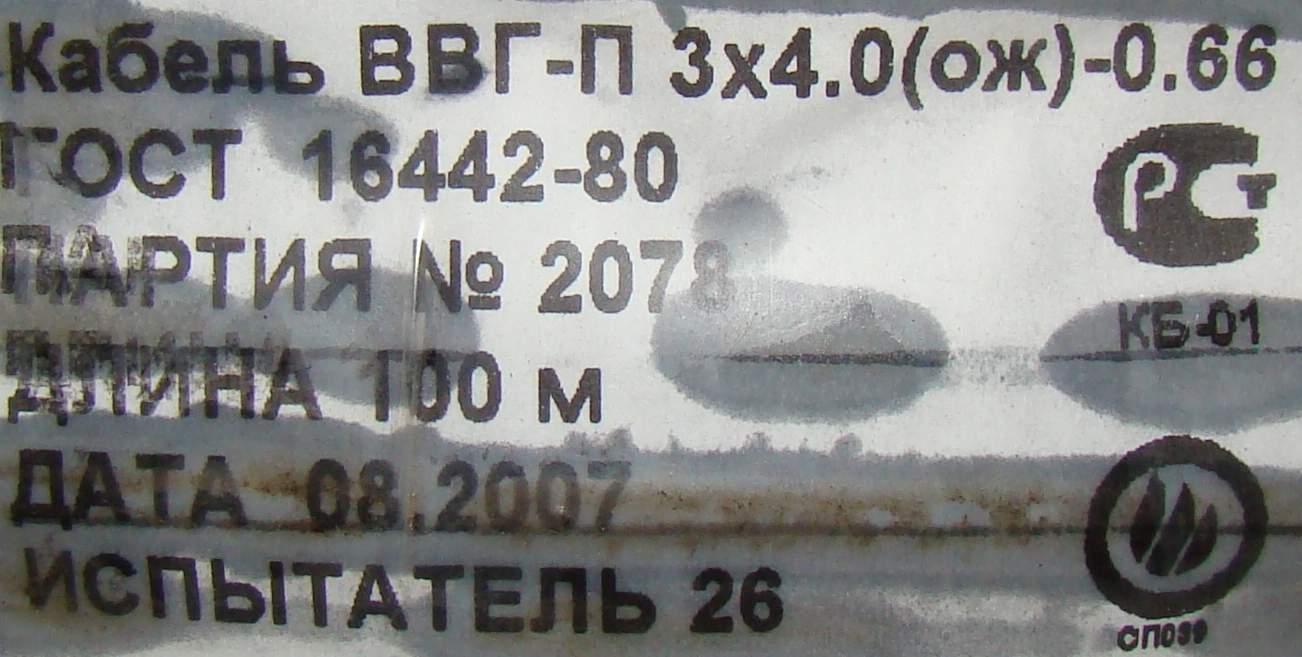 Кабель ВВГ-П 3х4.0(ож)-0.66
ГОСТ 16442-80
ПАРТИЯ № 2078
ДЛИНА 100 м
КБ-01
ДАТА 08.2007
ИСПЫТАТЕЛЬ 26